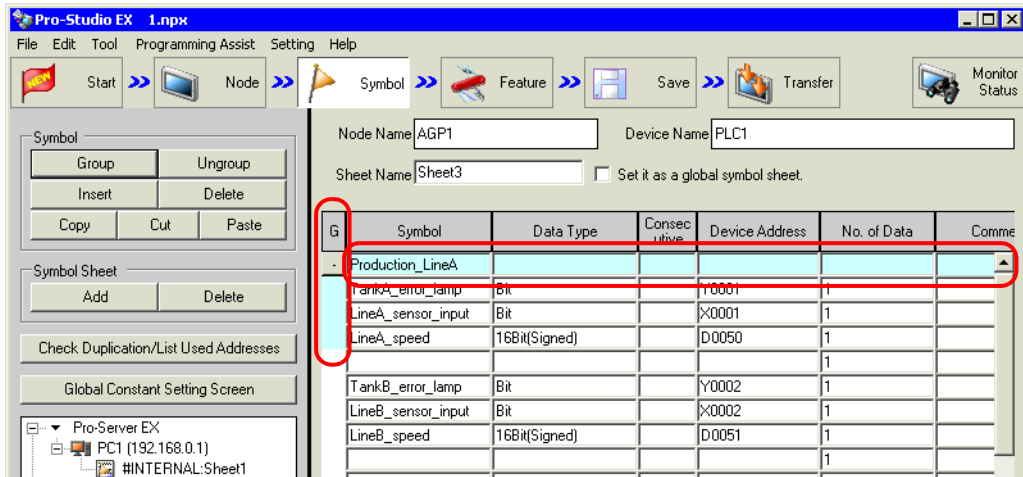 Pro-Studio EX 1.npx
File Edit Tool Programming Assist Setting Help
NEW Start Node Symbol Feature Save Transfer Monitor Status
Symbol
Group Ungroup
Insert Delete
Copy Cut Paste
Symbol Sheet
Add Delete
Check Duplication/List Used Addresses
Global Constant Setting Screen
Pro-Server EX
PC1 (192.168.0.1)
#INTERNAL:Sheet1
Node Name AGP1 Device Name PLC1
Sheet Name Sheet3 Set it as a global symbol sheet.
G Symbol Data Type Consecutive Device Address No. of Data Comme
- Production_LineA
TankA_error_lamp Bit Y0001 1
LineA_sensor_input Bit X0001 1
LineA_speed 16Bit(Signed) D0050 1
1
TankB_error_lamp Bit Y0002 1
LineB_sensor_input Bit X0002 1
LineB_speed 16Bit(Signed) D0051 1
1